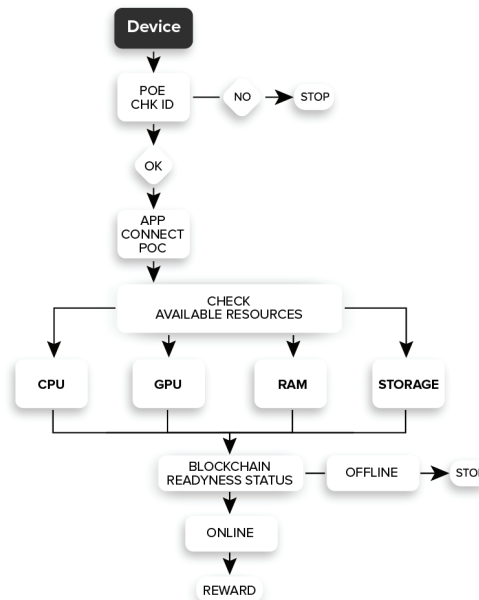 Device
POE
CHK ID
NO
STOP
OK
APP
CONNECT
POC
CHECK
AVAILABLE RESOURCES
CPU
GPU
RAM
STORAGE
BLOCKCHAIN
READYNESS STATUS
OFFLINE
ONLINE
REWARD